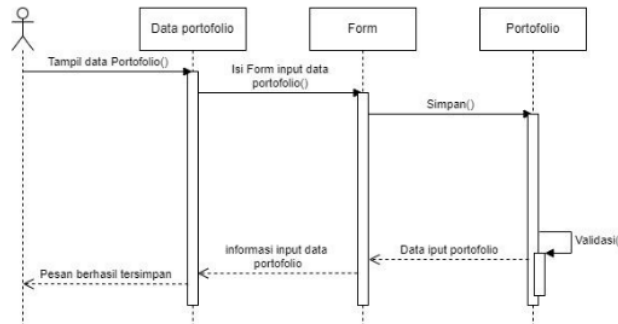 Data portofolio
Form
Portofolio
Tampil data Portofolio()
Isi Form input data
portofolio()
Simpan()
Validasi(
Data iput portofolio
informasi input data
portofolio
Pesan berhasil tersimpan